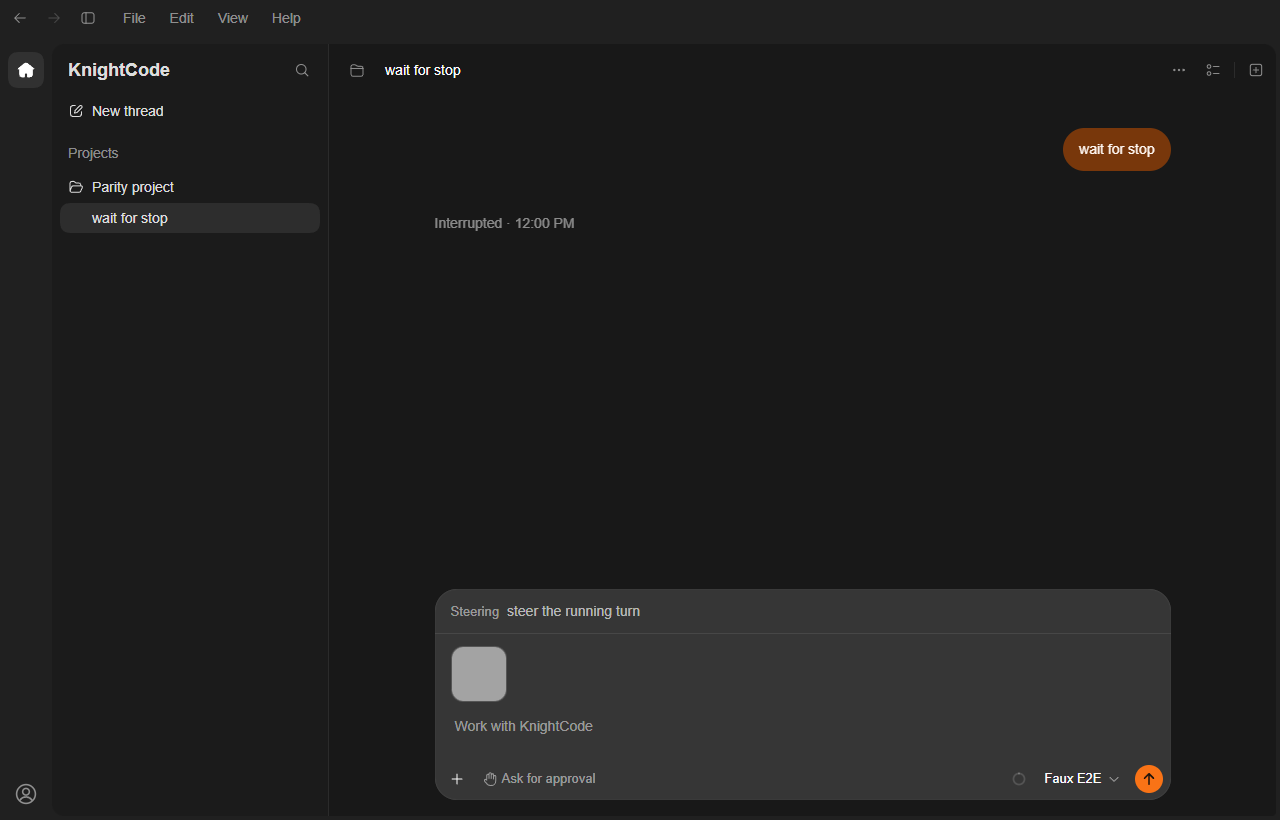 File Edit View Help
KnightCode
New thread
Projects
Parity project
wait for stop
wait for stop
wait for stop
Interrupted · 12:00 PM
Steering steer the running turn
Work with KnightCode
Ask for approval
Faux E2E